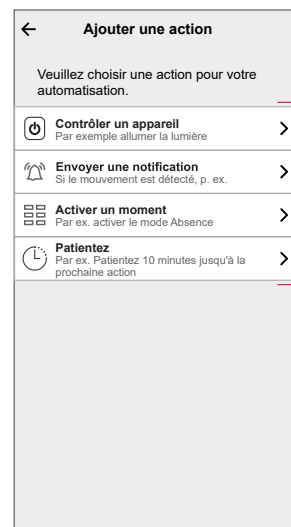 Ajouter une action
Veuillez choisir une action pour votre
automatisation.
Contrôler un appareil
Par exemple allumer la lumière
Envoyer une notification
Si le mouvement est détecté, p. ex.
Activer un moment
Par ex. activer le mode Absence
Patientez
Par ex. Patientez 10 minutes jusqu'à la
prochaine action